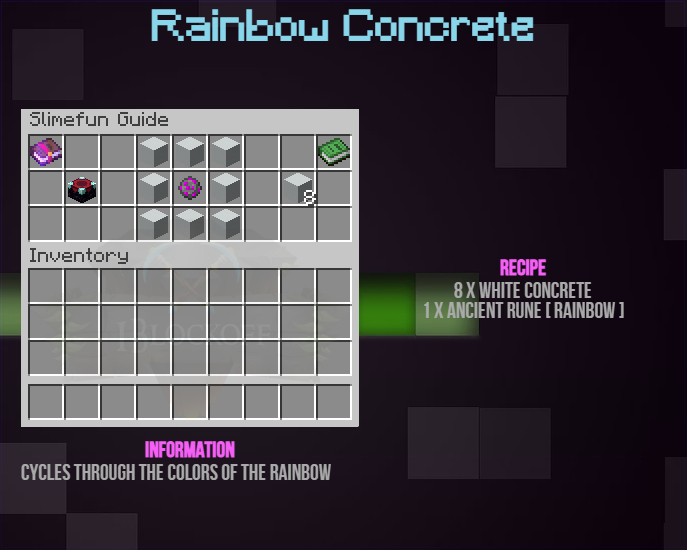 Rainbow Concrete
Slimefun Guide
8
Inventory
IBLOCKOFF
RECIPE
8 X WHITE CONCRETE
1 X ANCIENT RUNE [ RAINBOW ]
INFORMATION
CYCLES THROUGH THE COLORS OF THE RAINBOW